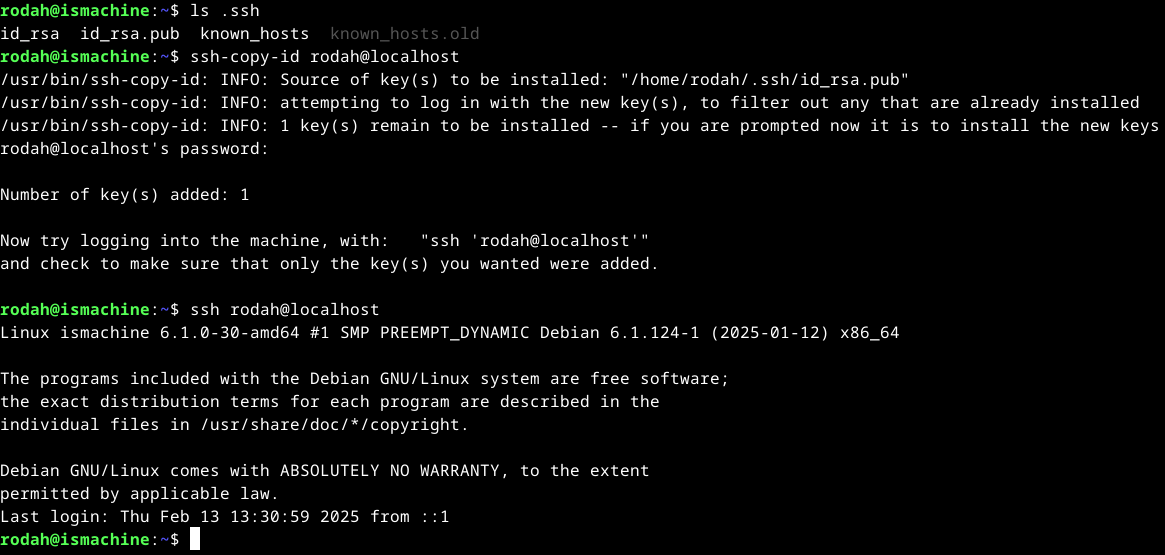 rodah@ismachine:~$ ls .ssh
id_rsa  id_rsa.pub  known_hosts  known_hosts.old
rodah@ismachine:~$ ssh-copy-id rodah@localhost
/usr/bin/ssh-copy-id: INFO: Source of key(s) to be installed: "/home/rodah/.ssh/id_rsa.pub"
/usr/bin/ssh-copy-id: INFO: attempting to log in with the new key(s), to filter out any that are already installed
/usr/bin/ssh-copy-id: INFO: 1 key(s) remain to be installed -- if you are prompted now it is to install the new keys
rodah@localhost's password:

Number of key(s) added: 1

Now try logging into the machine, with:   "ssh 'rodah@localhost'"
and check to make sure that only the key(s) you wanted were added.

rodah@ismachine:~$ ssh rodah@localhost
Linux ismachine 6.1.0-30-amd64 #1 SMP PREEMPT_DYNAMIC Debian 6.1.124-1 (2025-01-12) x86_64

The programs included with the Debian GNU/Linux system are free software;
the exact distribution terms for each program are described in the
individual files in /usr/share/doc/*/copyright.

Debian GNU/Linux comes with ABSOLUTELY NO WARRANTY, to the extent
permitted by applicable law.
Last login: Thu Feb 13 13:30:59 2025 from ::1
rodah@ismachine:~$